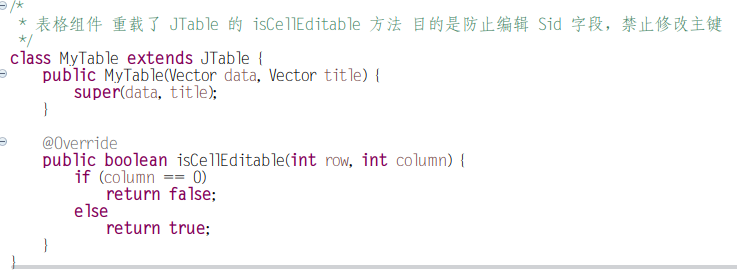 /*
 * 表格组件 重载了 JTable 的 isCellEditable 方法 目的是防止编辑 Sid 字段，禁止修改主键
 */
class MyTable extends JTable {
    public MyTable(Vector data, Vector title) {
        super(data, title);
    }

    @Override
    public boolean isCellEditable(int row, int column) {
        if (column == 0)
            return false;
        else
            return true;
    }
}